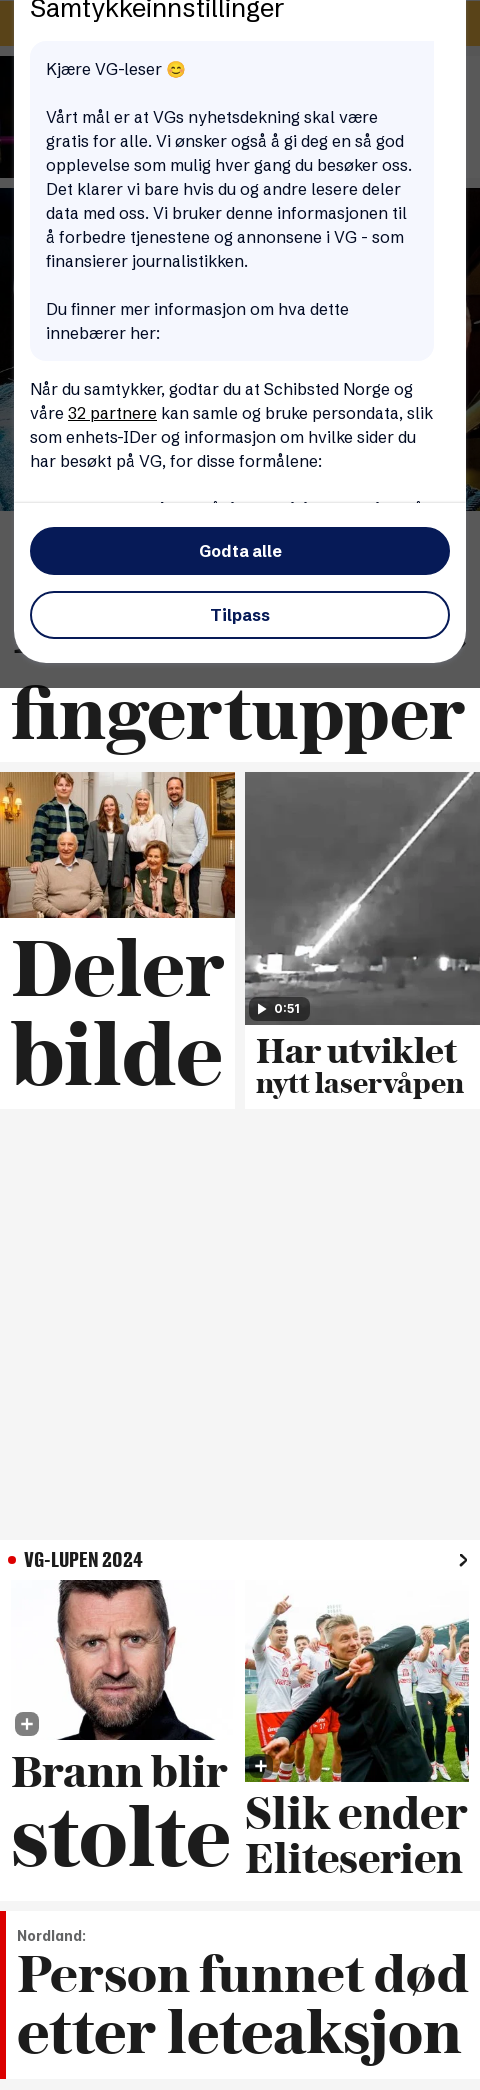 Samtykkeinnstillinger
Kjære VG-leser 😊
Vårt mål er at VGs nyhetsdekning skal være
gratis for alle. Vi ønsker også å gi deg en så god
opplevelse som mulig hver gang du besøker oss.
Det klarer vi bare hvis du og andre lesere deler
data med oss. Vi bruker denne informasjonen til
å forbedre tjenestene og annonsene i VG - som
finansierer journalistikken.
Du finner mer informasjon om hva dette
innebærer her:
Når du samtykker, godtar du at Schibsted Norge og
våre 32 partnere kan samle og bruke persondata, slik
som enhets-IDer og informasjon om hvilke sider du
har besøkt på VG, for disse formålene:
Godta alle
Tilpass
fingertupper
Deler
bilde
0:51
Har utviklet
nytt laservåpen
VG-LUPEN 2024
Brann blir
stolte
Slik ender
Eliteserien
Nordland:
Person funnet død
etter leteaksjon